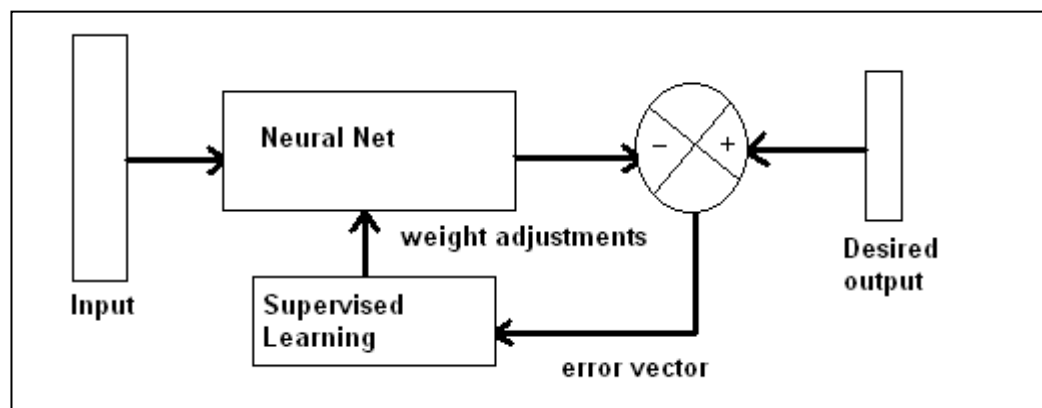 Neural Net
−
+
weight adjustments
Desired
output
Input
Supervised
Learning
error vector